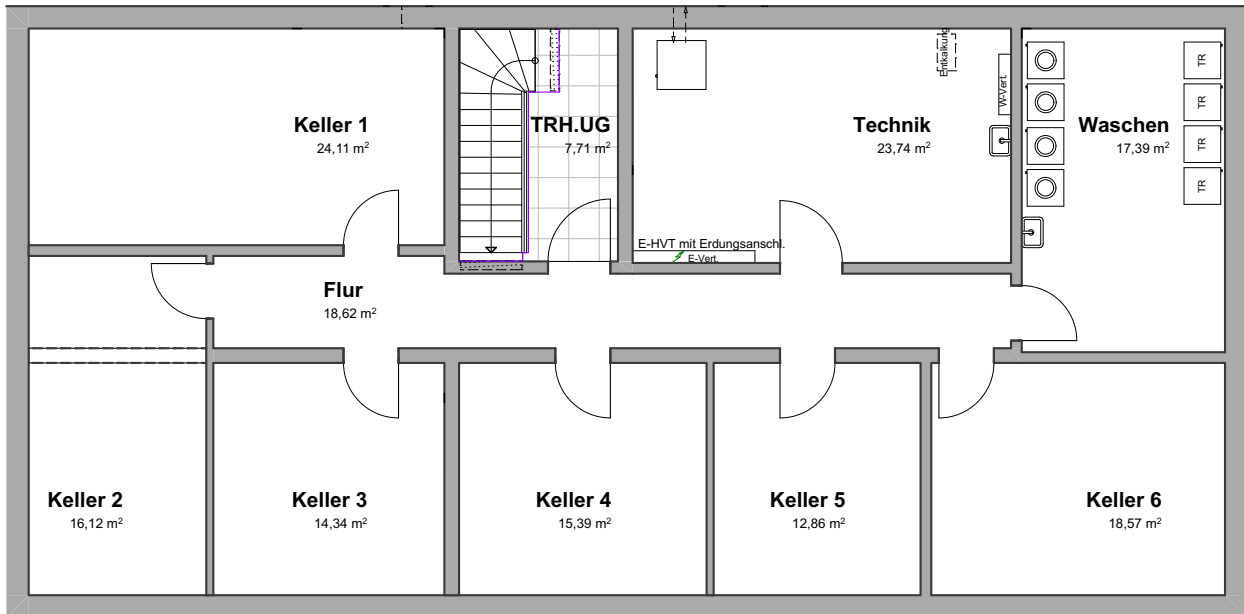 Keller 1
24,11 m²
TRH.UG
7,71 m²
Technik
23,74 m²
Entkalkung
W-Vert.
Waschen
17,39 m²
TR
TR
TR
TR
E-HVT mit Erdungsanschl.
E-Vert.
Flur
18,62 m²
Keller 2
16,12 m²
Keller 3
14,34 m²
Keller 4
15,39 m²
Keller 5
12,86 m²
Keller 6
18,57 m²